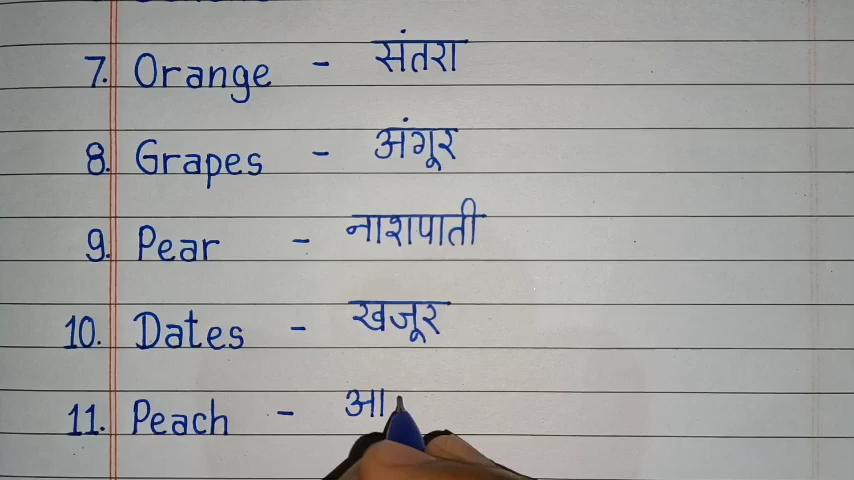 7. Orange - संतरा
8. Grapes - अंगूर
9. Pear - नाशपाती
10. Dates - खजूर
11. Peach - आ